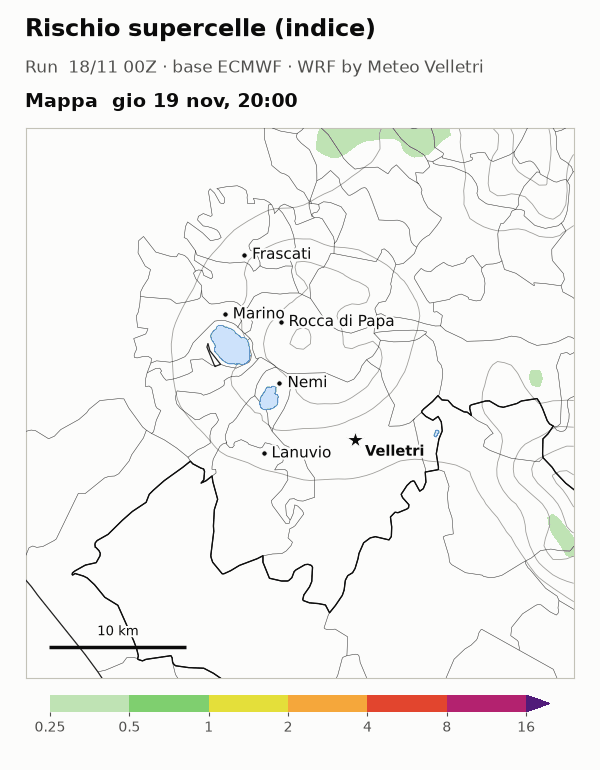 Rischio supercelle (indice)
Run  18/11 00Z · base ECMWF · WRF by Meteo Velletri
Mappa  gio 19 nov, 20:00
Frascati
Marino
Rocca di Papa
Nemi
Velletri
Lanuvio
10 km
0.25 0.5 1 2 4 8 16